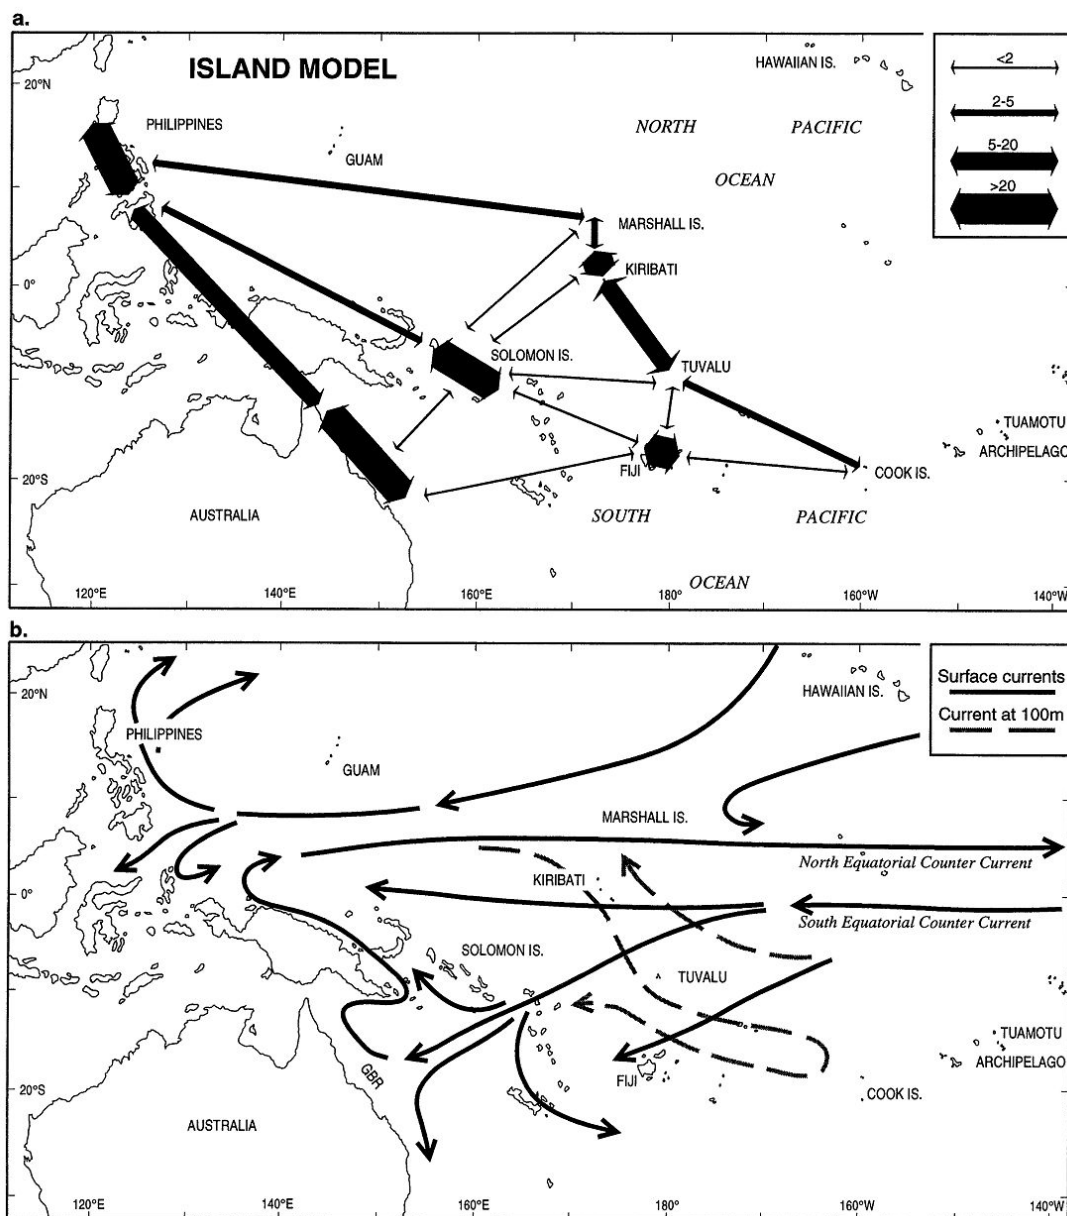 a.
ISLAND MODEL
HAWAIIAN IS.
<2
2-5
5-20
>20
20°N
PHILIPPINES
GUAM
NORTH PACIFIC
OCEAN
MARSHALL IS.
KIRIBATI
0°
SOLOMON IS.
TUVALU
TUAMOTU
ARCHIPELAGO
FIJI
COOK IS.
20°S
AUSTRALIA
SOUTH PACIFIC
OCEAN
120°E 140°E 160°E 180° 160°W 140°W
b.
Surface currents
Current at 100m
20°N
HAWAIIAN IS.
PHILIPPINES
GUAM
MARSHALL IS.
North Equatorial Counter Current
KIRIBATI
0°
South Equatorial Counter Current
SOLOMON IS.
TUVALU
TUAMOTU
ARCHIPELAGO
GBR
FIJI
COOK IS.
20°S
AUSTRALIA
120°E 140°E 160°E 180° 160°W 140°W